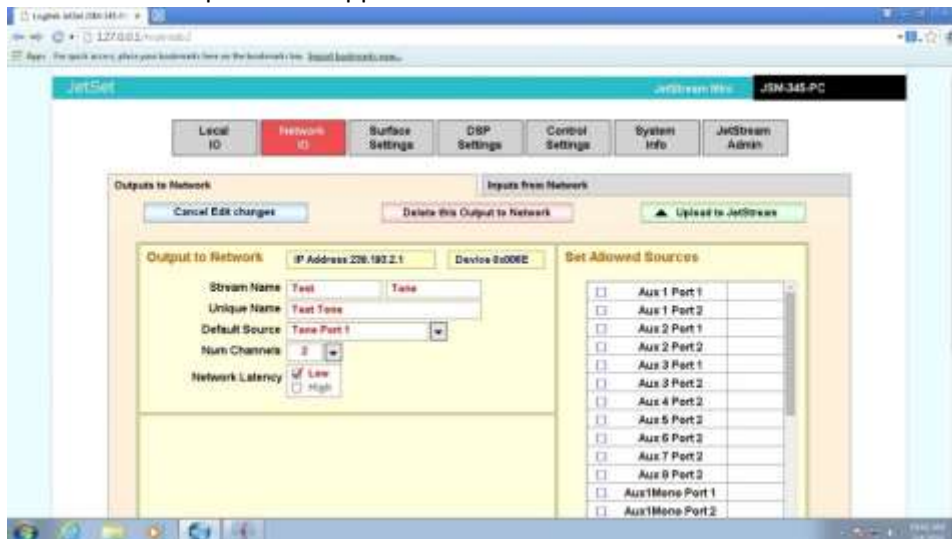 JetSet JetStream Mini JSM-345-PC
Local IO
Network IO
Surface Settings
DSP Settings
Control Settings
System Info
JetStream Admin
Outputs to Network
Inputs from Network
Cancel Edit changes
Delete this Output to Network
▲ Upload to JetStream
Output to Network
Device 0x006E
Stream Name Test Tone
Unique Name Test Tone
Default Source Tone Port 1
Num Channels 2
Network Latency Low
High
Set Allowed Sources
Aux 1 Port 1
Aux 1 Port 2
Aux 2 Port 1
Aux 2 Port 2
Aux 3 Port 1
Aux 3 Port 2
Aux 4 Port 2
Aux 5 Port 2
Aux 6 Port 2
Aux 7 Port 2
Aux 8 Port 2
Aux1Mono Port 1
Aux1Mono Port 2